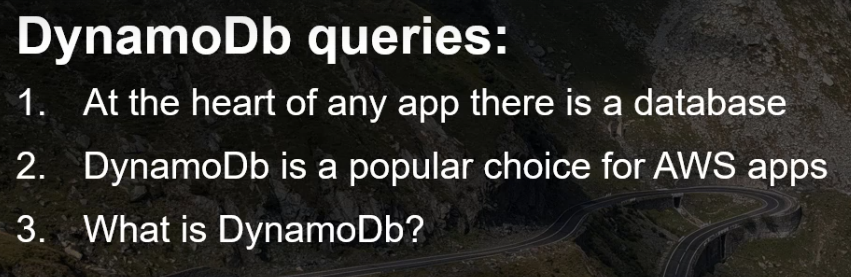 DynamoDb queries:
1. At the heart of any app there is a database
2. DynamoDb is a popular choice for AWS apps
3. What is DynamoDb?